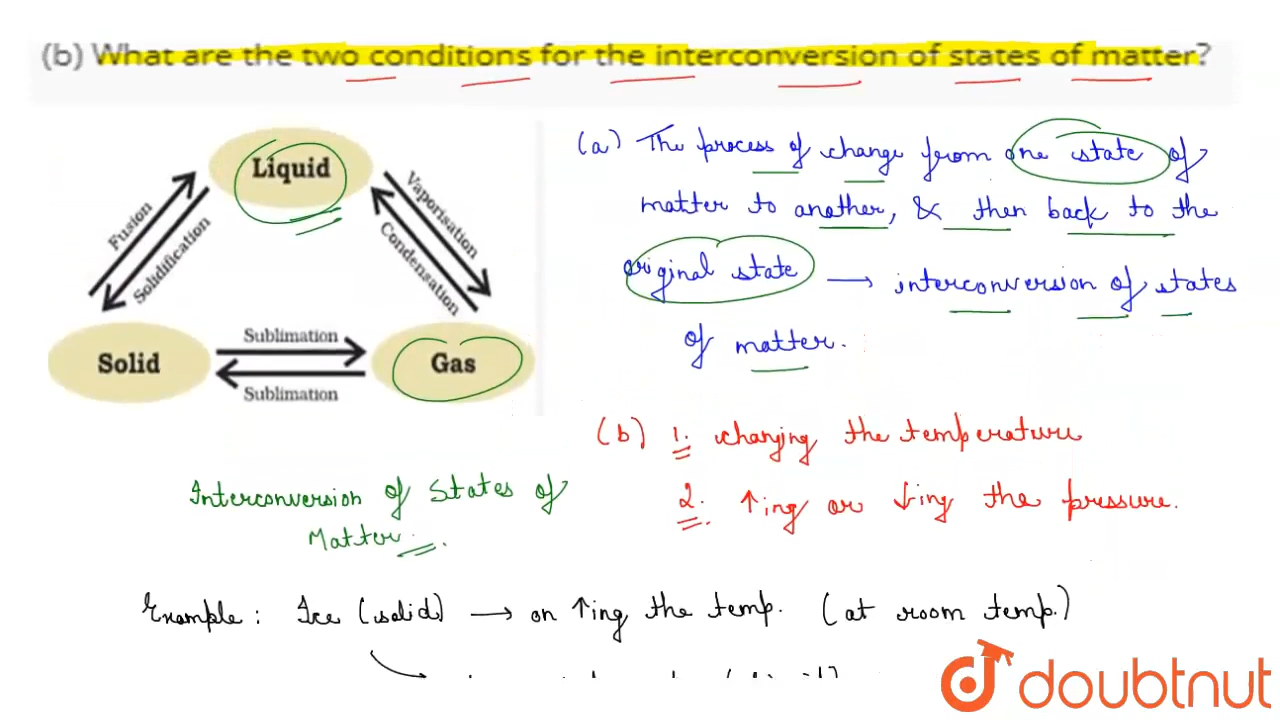 (b) What are the two conditions for the interconversion of states of matter?
Liquid
Fusion
Solidification
Vaporisation
Condensation
Solid
Sublimation
Sublimation
Gas
(a) The process of change from one state of
matter to another, & then back to the
original state → interconversion of states
of matter.
(b) 1. changing the temperature
2. ↑ing or ↓ing the pressure.
Interconversion of States of
Matter.
Example: Ice (solid) → on ↑ing the temp. (at room temp.)
doubtnut